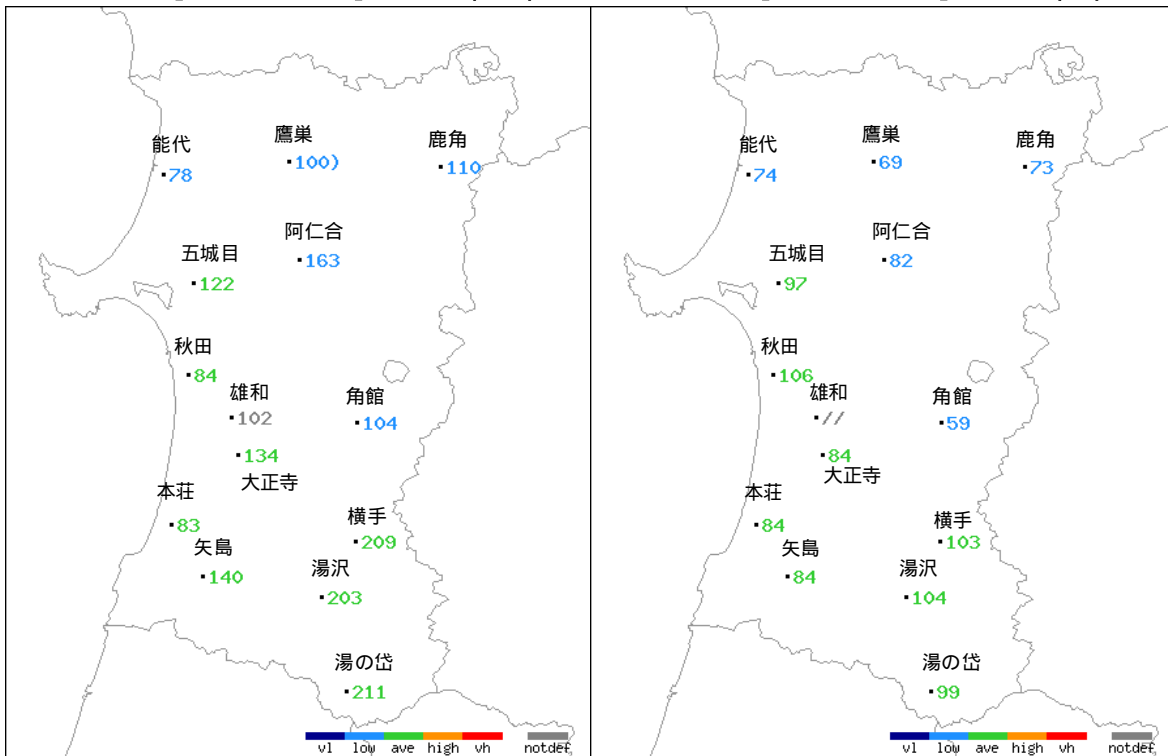 能代
78
鷹巣
100)
鹿角
110
五城目
122
阿仁合
163
秋田
84
雄和
102
角館
104
134
大正寺
本荘
83
横手
209
矢島
140
湯沢
203
湯の岱
211
vl low ave high vh notdef
能代
74
鷹巣
69
鹿角
73
五城目
97
阿仁合
82
秋田
106
雄和
//
角館
59
84
大正寺
本荘
84
横手
103
矢島
84
湯沢
104
湯の岱
99
vl low ave high vh notdef